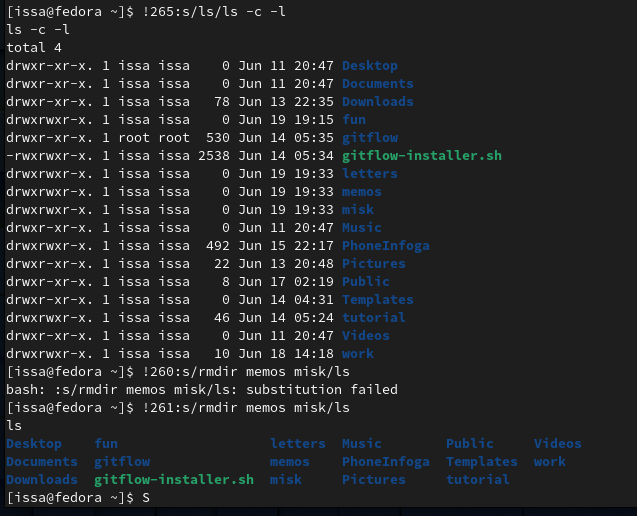 [issa@fedora ~]$ !265:s/ls/ls -c -l
ls -c -l
total 4
drwxr-xr-x. 1 issa issa    0 Jun 11 20:47 Desktop
drwxr-xr-x. 1 issa issa    0 Jun 11 20:47 Documents
drwxr-xr-x. 1 issa issa   78 Jun 13 22:35 Downloads
drwxrwxr-x. 1 issa issa    0 Jun 19 19:15 fun
drwxr-xr-x. 1 root root  530 Jun 14 05:35 gitflow
-rwxrwxr-x. 1 issa issa 2538 Jun 14 05:34 gitflow-installer.sh
drwxrwxr-x. 1 issa issa    0 Jun 19 19:33 letters
drwxrwxr-x. 1 issa issa    0 Jun 19 19:33 memos
drwxrwxr-x. 1 issa issa    0 Jun 19 19:33 misk
drwxr-xr-x. 1 issa issa    0 Jun 11 20:47 Music
drwxrwxr-x. 1 issa issa  492 Jun 15 22:17 PhoneInfoga
drwxr-xr-x. 1 issa issa   22 Jun 13 20:48 Pictures
drwxr-xr-x. 1 issa issa    8 Jun 17 02:19 Public
drwxr-xr-x. 1 issa issa    0 Jun 14 04:31 Templates
drwxrwxr-x. 1 issa issa   46 Jun 14 05:24 tutorial
drwxr-xr-x. 1 issa issa    0 Jun 11 20:47 Videos
drwxrwxr-x. 1 issa issa   10 Jun 18 14:18 work
[issa@fedora ~]$ !260:s/rmdir memos misk/ls
bash: :s/rmdir memos misk/ls: substitution failed
[issa@fedora ~]$ !261:s/rmdir memos misk/ls
ls
Desktop    fun                   letters  Music        Public     Videos
Documents  gitflow               memos    PhoneInfoga  Templates  work
Downloads  gitflow-installer.sh  misk     Pictures     tutorial
[issa@fedora ~]$ S